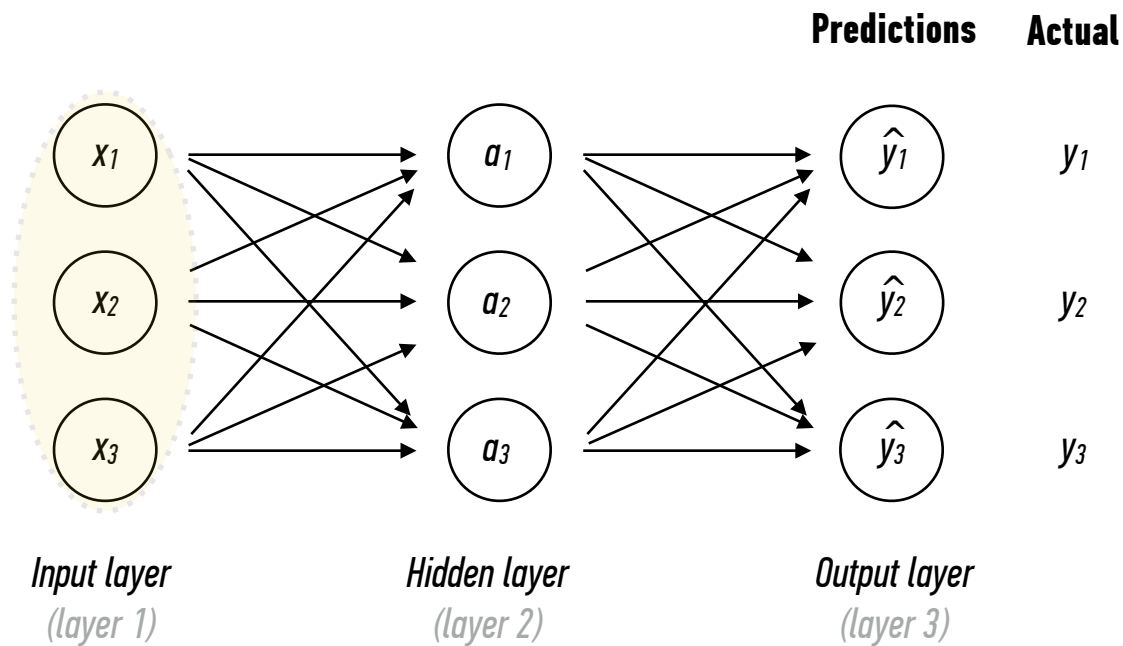 Predictions Actual
x1 a1 ŷ1 y1
x2 a2 ŷ2 y2
x3 a3 ŷ3 y3
Input layer Hidden layer Output layer
(layer 1) (layer 2) (layer 3)